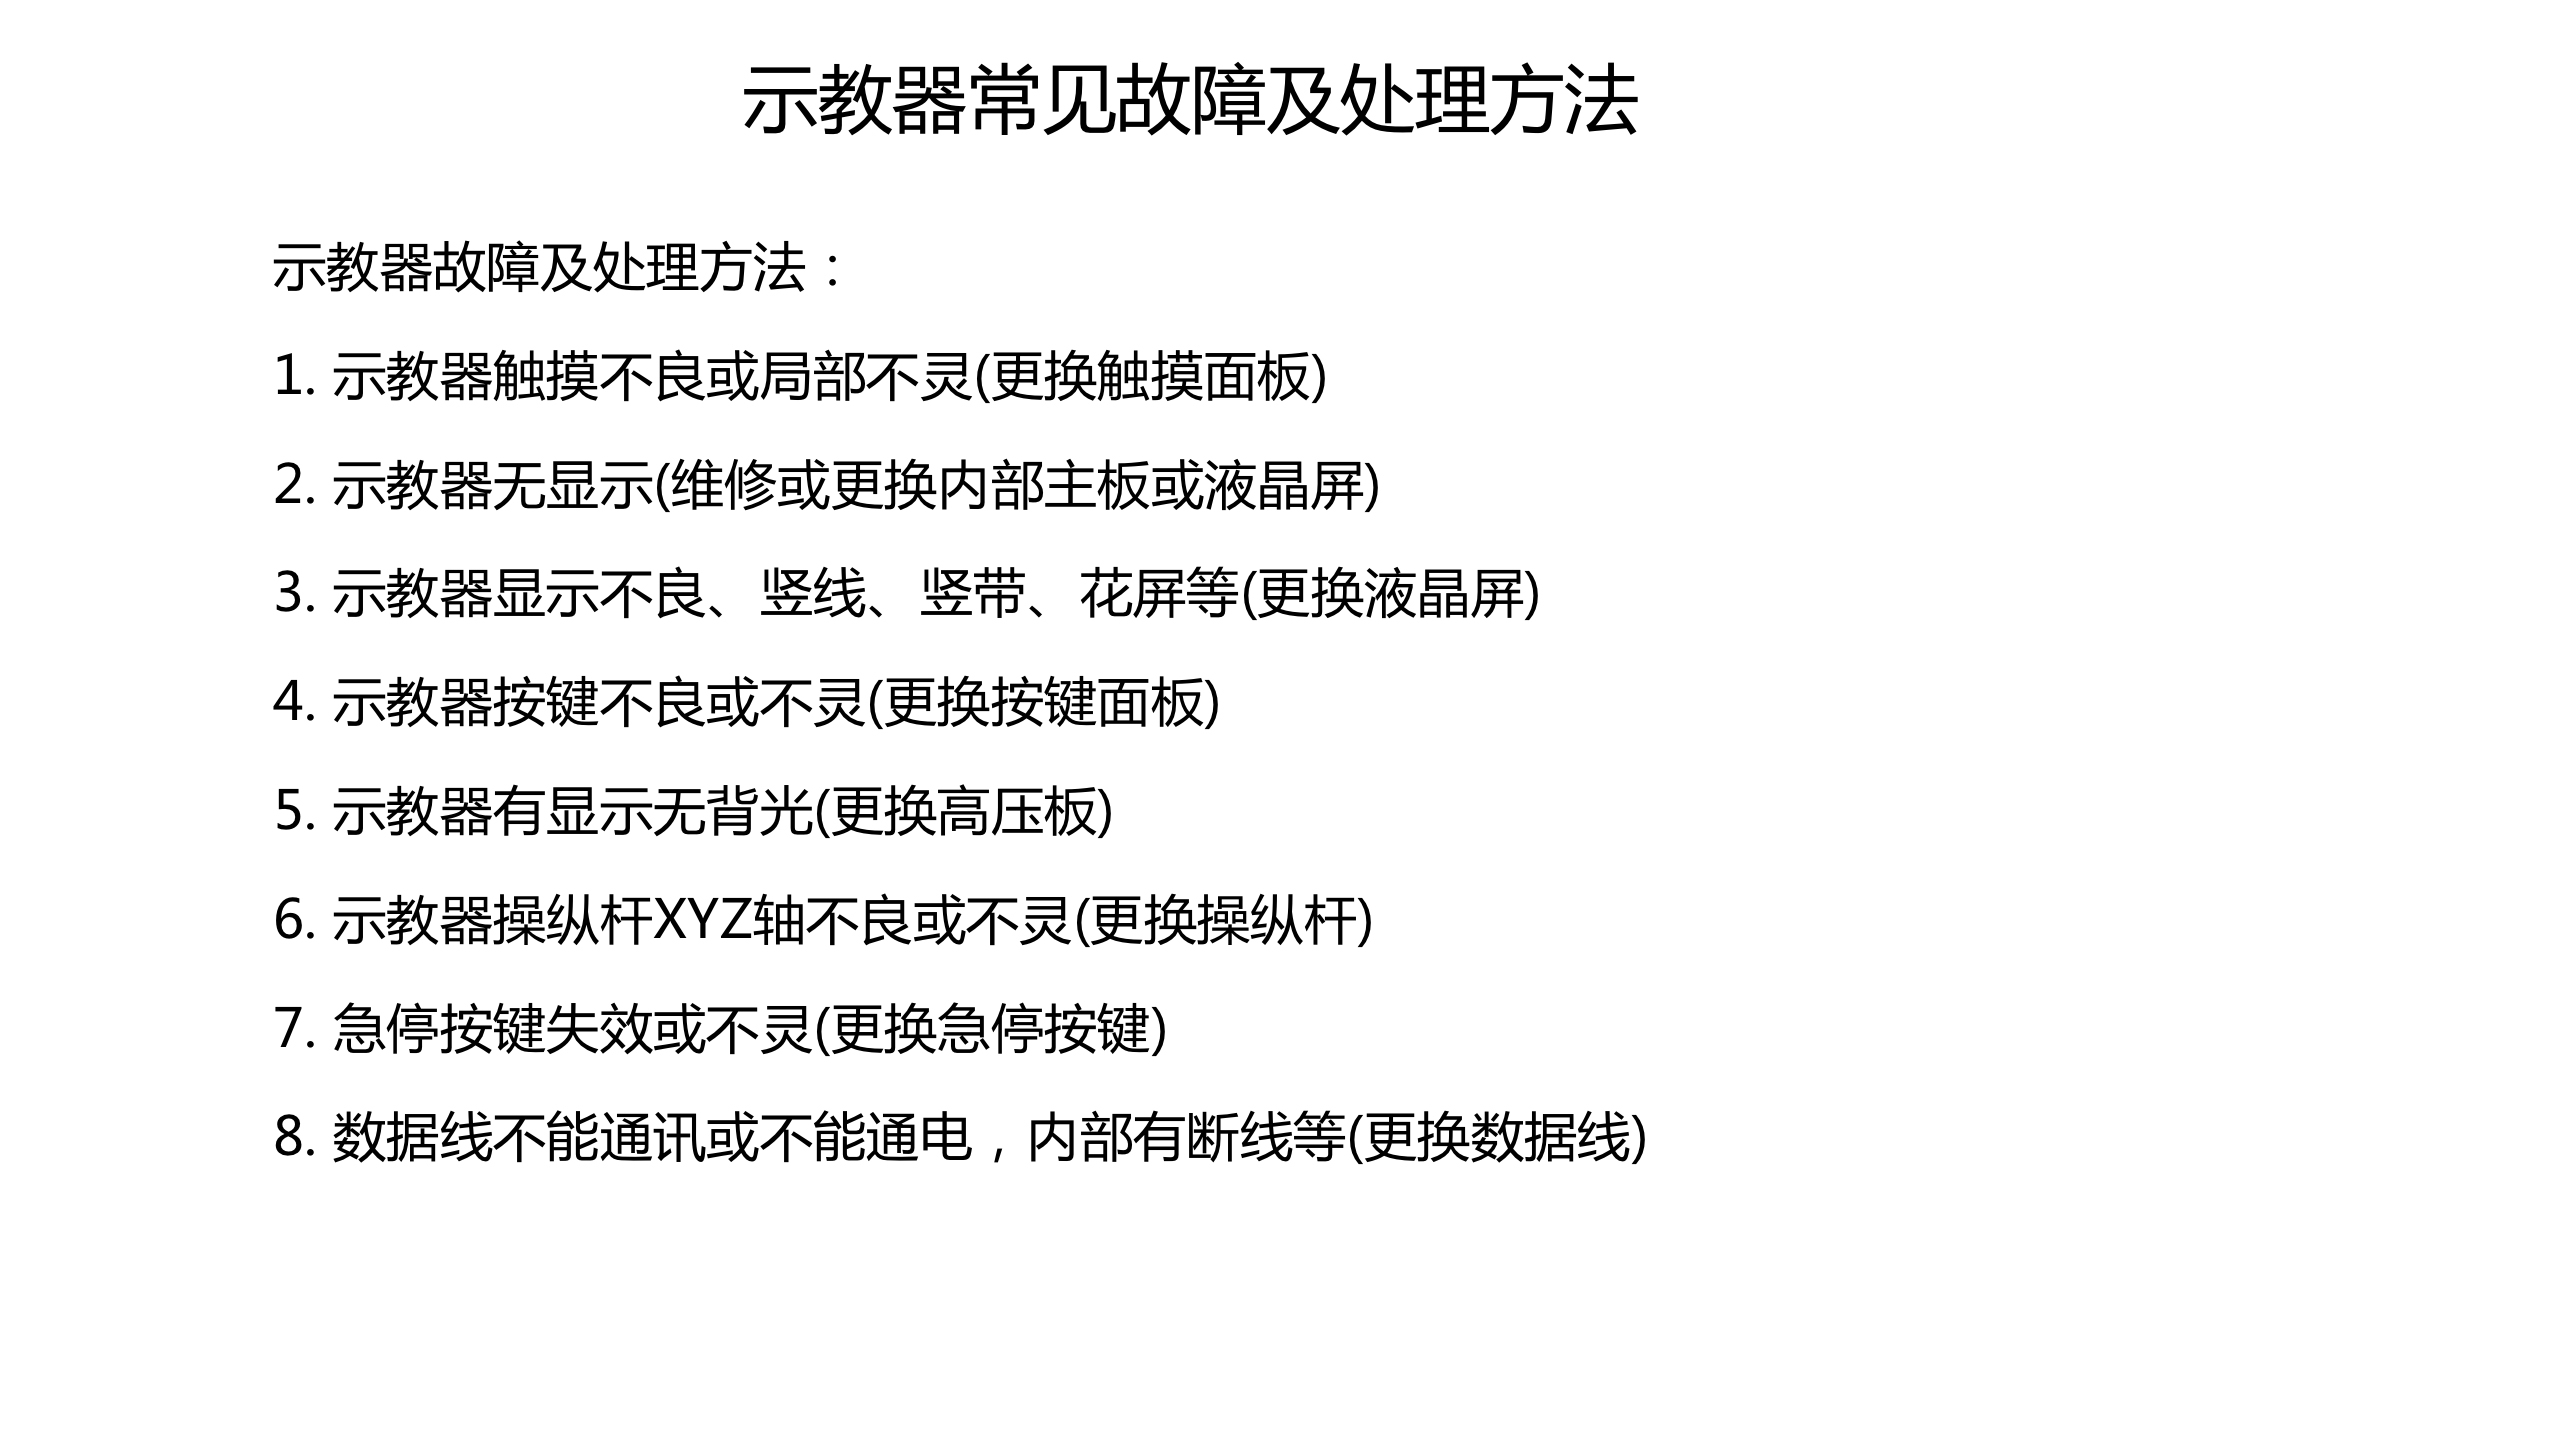 示教器常见故障及处理方法
示教器故障及处理方法：
1. 示教器触摸不良或局部不灵(更换触摸面板)
2. 示教器无显示(维修或更换内部主板或液晶屏)
3. 示教器显示不良、竖线、竖带、花屏等(更换液晶屏)
4. 示教器按键不良或不灵(更换按键面板)
5. 示教器有显示无背光(更换高压板)
6. 示教器操纵杆XYZ轴不良或不灵(更换操纵杆)
7. 急停按键失效或不灵(更换急停按键)
8. 数据线不能通讯或不能通电，内部有断线等(更换数据线)